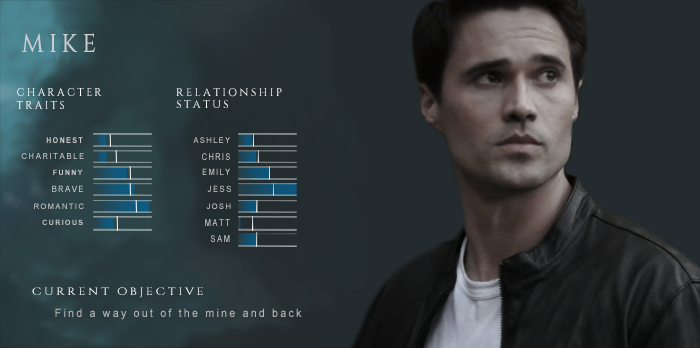 MIKE
CHARACTER
TRAITS
HONEST
CHARITABLE
FUNNY
BRAVE
ROMANTIC
CURIOUS
RELATIONSHIP
STATUS
ASHLEY
CHRIS
EMILY
JESS
JOSH
MATT
SAM
CURRENT OBJECTIVE
Find a way out of the mine and back